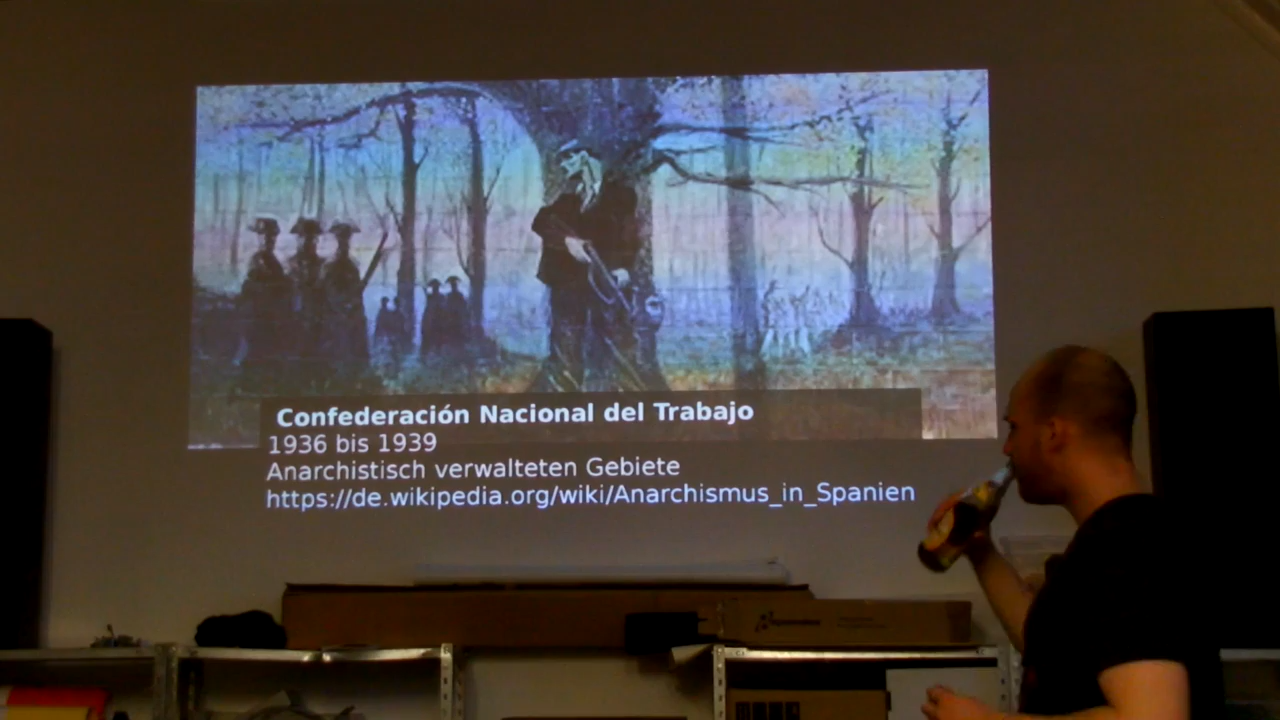 Confederación Nacional del Trabajo
1936 bis 1939
Anarchistisch verwalteten Gebiete
https://de.wikipedia.org/wiki/Anarchismus_in_Spanien